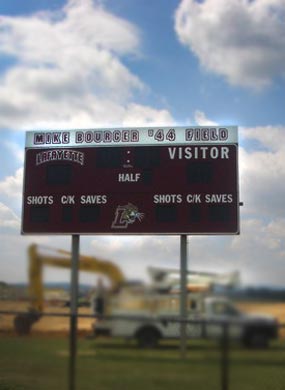 MIKE BOURGER '44 FIELD
LAFAYETTE VISITOR
HALF
SHOTS C/K SAVES SHOTS C/K SAVES
L